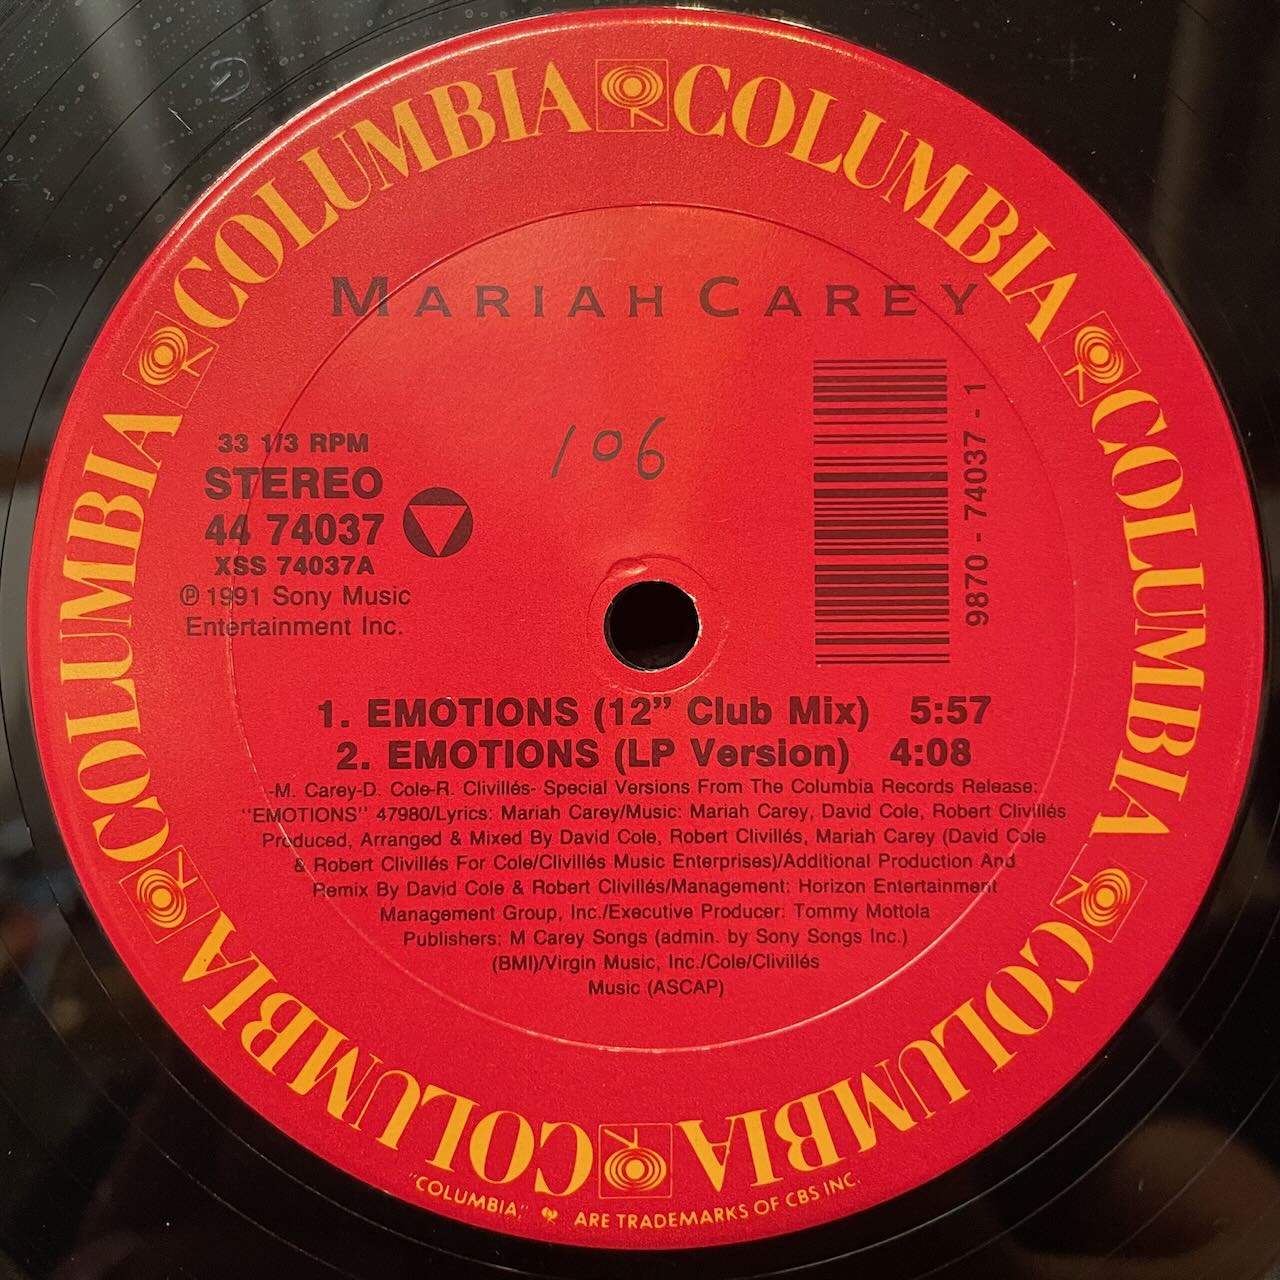 COLUMBIA COLUMBIA COLUMBIA COLUMBIA COLUMBIA COLUMBIA
MARIAH CAREY
106
33 1/3 RPM
STEREO
44 74037
XSS 74037A
℗ 1991 Sony Music
Entertainment Inc.
9870 - 74037 - 1
1. EMOTIONS (12” Club Mix) 5:57
2. EMOTIONS (LP Version) 4:08
-M. Carey-D. Cole-R. Clivillés- Special Versions From The Columbia Records Release:
"EMOTIONS" 47980/Lyrics: Mariah Carey/Music: Mariah Carey, David Cole, Robert Clivillés
Produced, Arranged & Mixed By David Cole, Robert Clivillés, Mariah Carey (David Cole
& Robert Clivillés For Cole/Clivillés Music Enterprises)/Additional Production And
Remix By David Cole & Robert Clivillés/Management: Horizon Entertainment
Management Group, Inc./Executive Producer: Tommy Mottola
Publishers: M Carey Songs (admin. by Sony Songs Inc.)
(BMI)/Virgin Music, Inc./Cole/Clivillés
Music (ASCAP)
"COLUMBIA," ARE TRADEMARKS OF CBS INC.